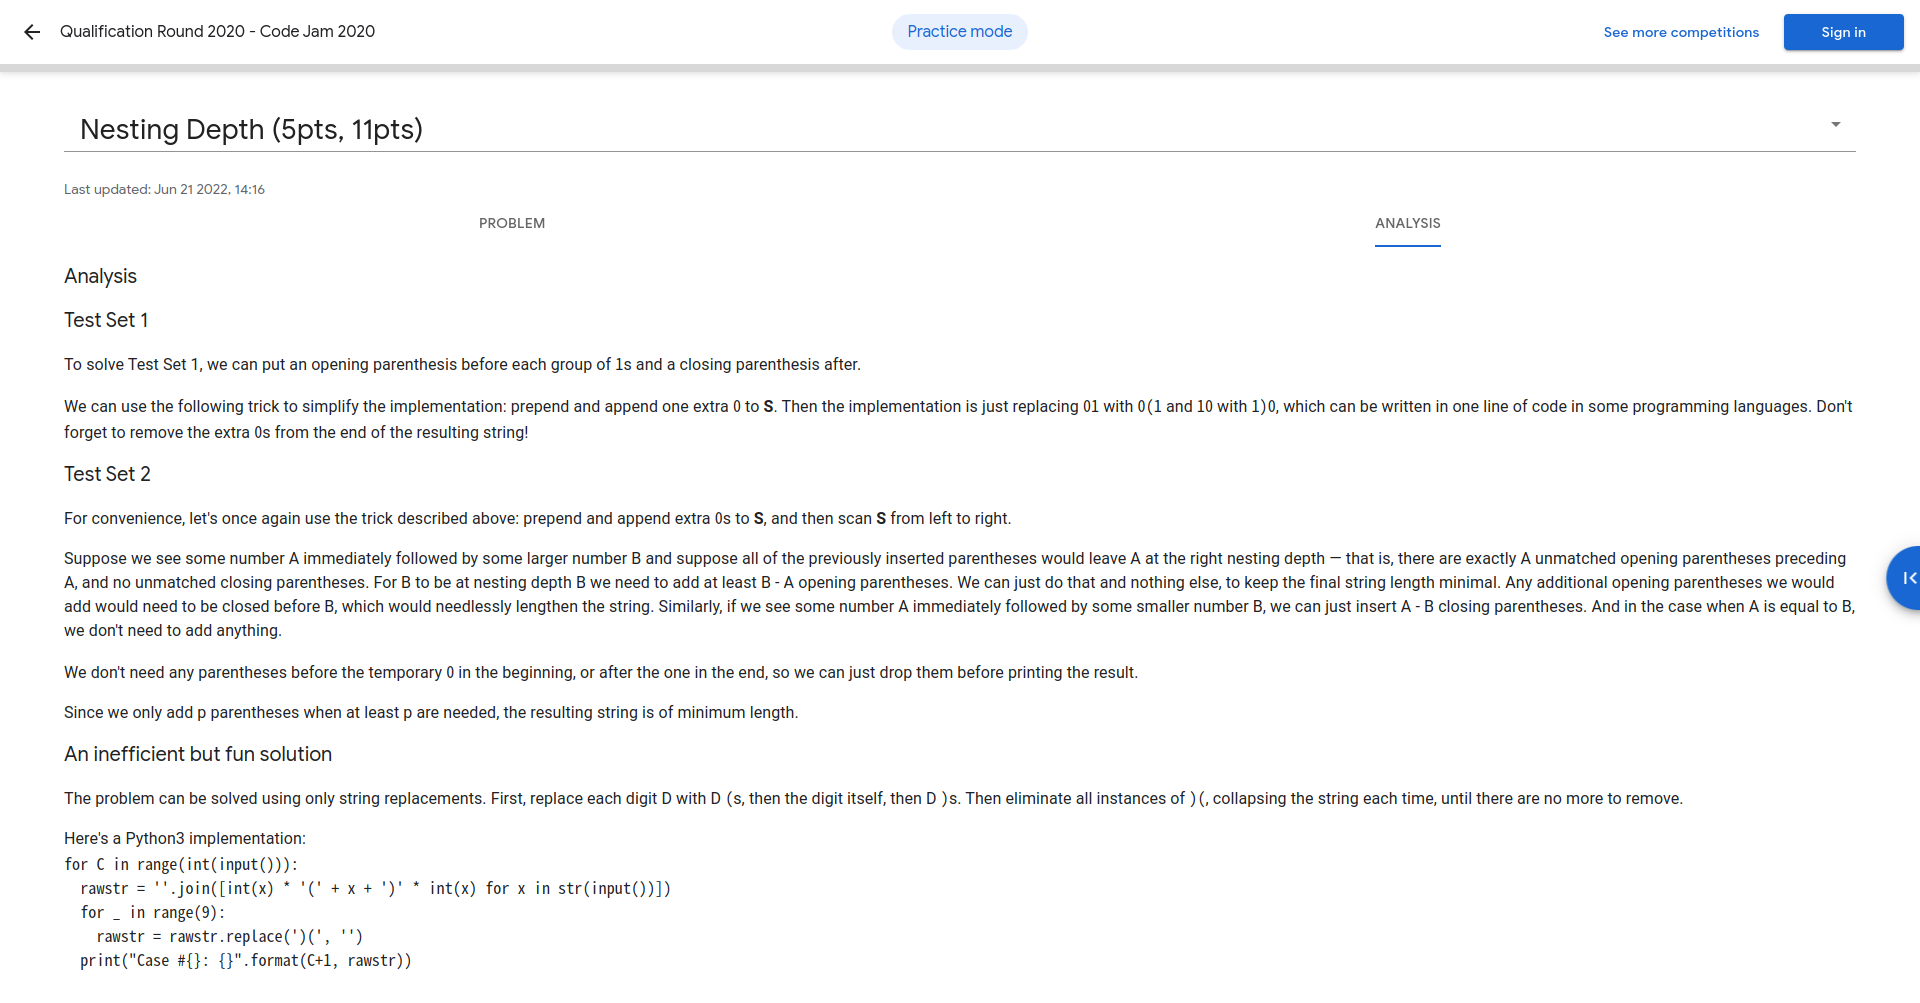 Qualification Round 2020 - Code Jam 2020
Practice mode
See more competitions
Sign in
Nesting Depth (5pts, 11pts)
Last updated: Jun 21 2022, 14:16
PROBLEM
ANALYSIS
Analysis
Test Set 1
To solve Test Set 1, we can put an opening parenthesis before each group of 1s and a closing parenthesis after.
We can use the following trick to simplify the implementation: prepend and append one extra 0 to S. Then the implementation is just replacing 01 with 0(1 and 10 with 1)0, which can be written in one line of code in some programming languages. Don't
forget to remove the extra 0s from the end of the resulting string!
Test Set 2
For convenience, let's once again use the trick described above: prepend and append extra 0s to S, and then scan S from left to right.
Suppose we see some number A immediately followed by some larger number B and suppose all of the previously inserted parentheses would leave A at the right nesting depth — that is, there are exactly A unmatched opening parentheses preceding
A, and no unmatched closing parentheses. For B to be at nesting depth B we need to add at least B - A opening parentheses. We can just do that and nothing else, to keep the final string length minimal. Any additional opening parentheses we would
add would need to be closed before B, which would needlessly lengthen the string. Similarly, if we see some number A immediately followed by some smaller number B, we can just insert A - B closing parentheses. And in the case when A is equal to B,
we don't need to add anything.
We don't need any parentheses before the temporary 0 in the beginning, or after the one in the end, so we can just drop them before printing the result.
Since we only add p parentheses when at least p are needed, the resulting string is of minimum length.
An inefficient but fun solution
The problem can be solved using only string replacements. First, replace each digit D with D (s, then the digit itself, then D )s. Then eliminate all instances of )(, collapsing the string each time, until there are no more to remove.
Here's a Python3 implementation:
for C in range(int(input())):
  rawstr = ''.join([int(x) * '(' + x + ')' * int(x) for x in str(input())])
  for _ in range(9):
    rawstr = rawstr.replace(')(', '')
  print("Case #{}: {}".format(C+1, rawstr))